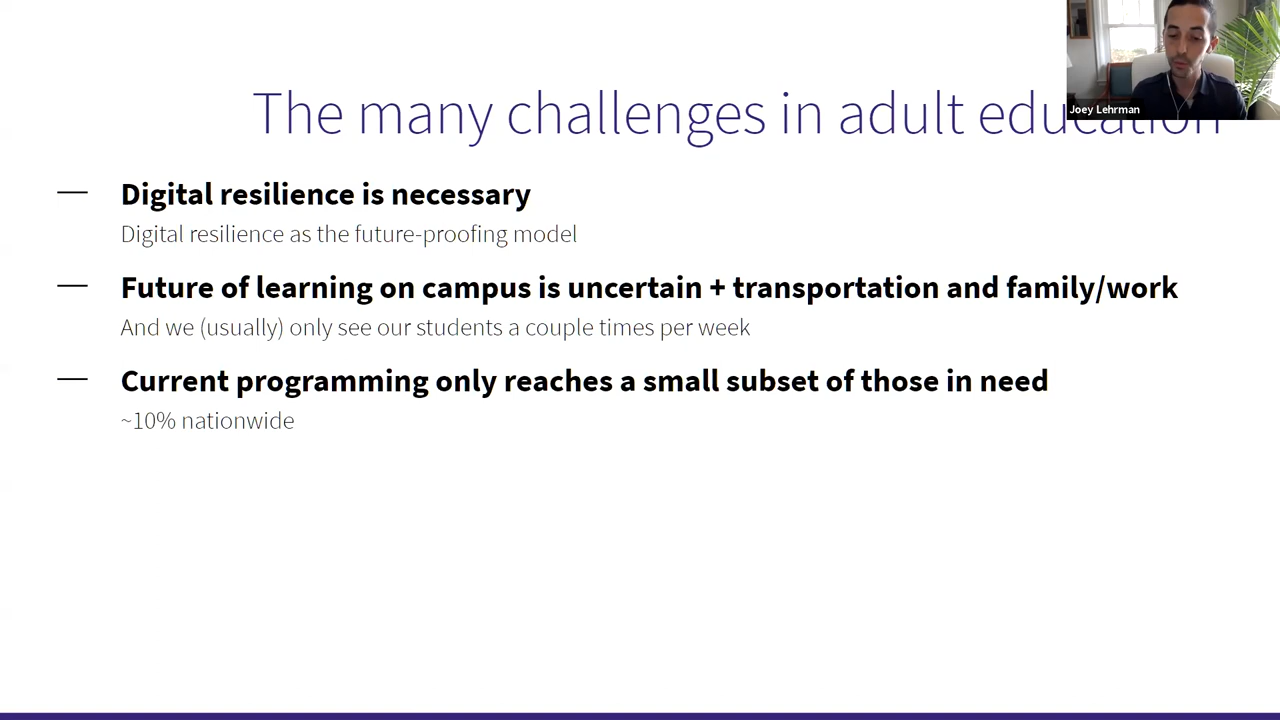 The many challenges in adult education
Joey Lehrman
— Digital resilience is necessary
Digital resilience as the future-proofing model
— Future of learning on campus is uncertain + transportation and family/work
And we (usually) only see our students a couple times per week
— Current programming only reaches a small subset of those in need
~10% nationwide